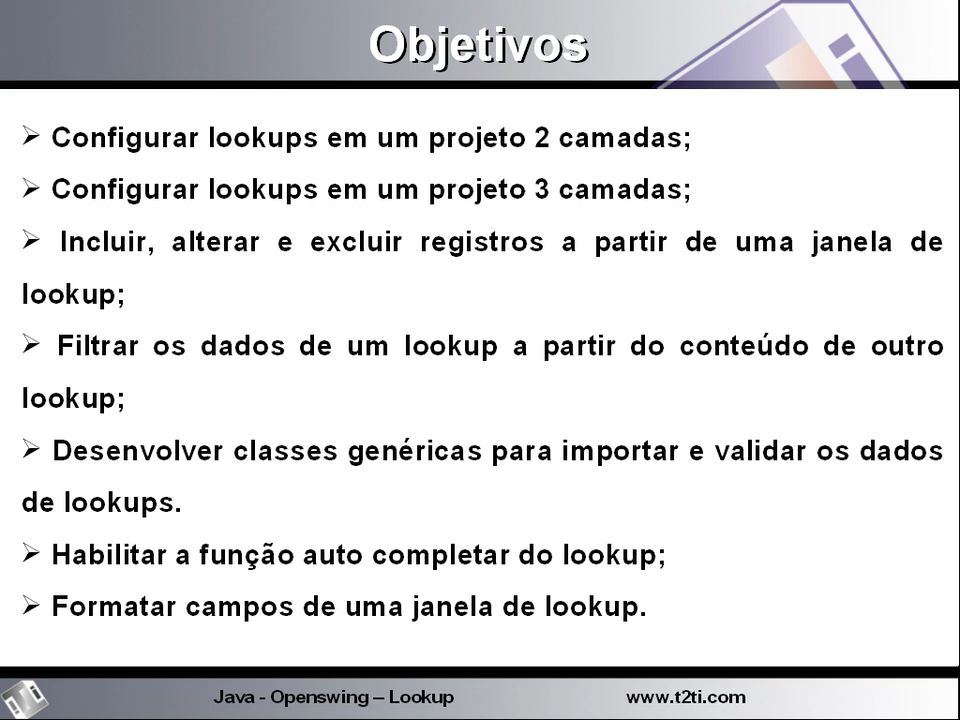 Objetivos
➢ Configurar lookups em um projeto 2 camadas;
➢ Configurar lookups em um projeto 3 camadas;
➢ Incluir, alterar e excluir registros a partir de uma janela de
lookup;
➢ Filtrar os dados de um lookup a partir do conteúdo de outro
lookup;
➢ Desenvolver classes genéricas para importar e validar os dados
de lookups.
➢ Habilitar a função auto completar do lookup;
➢ Formatar campos de uma janela de lookup.
Java - Openswing – Lookup www.t2ti.com